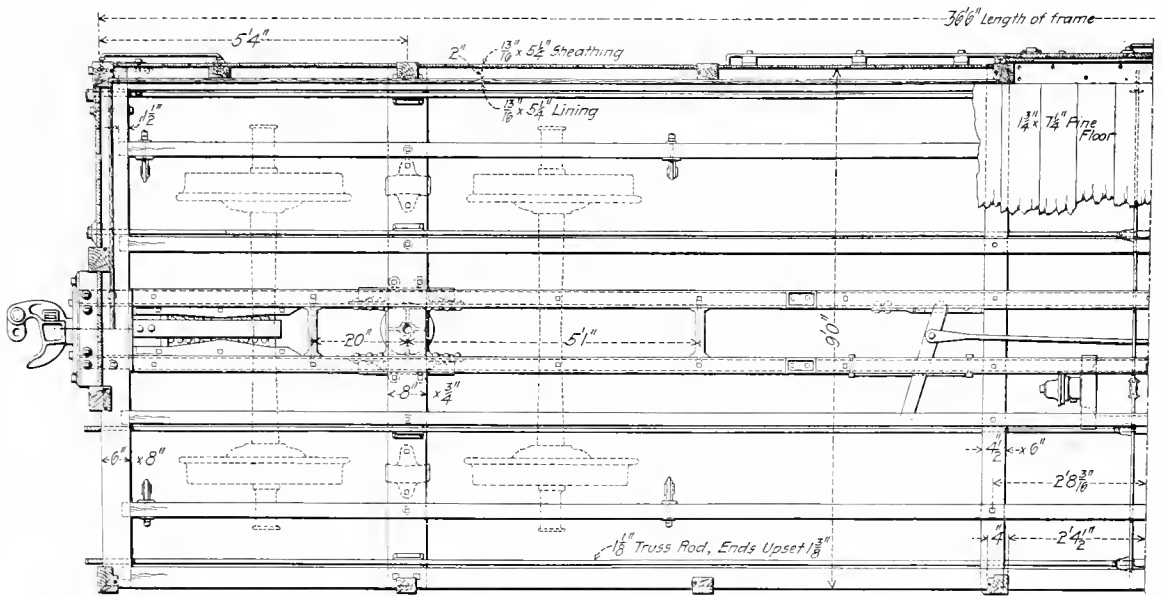 36'6" Length of frame
5'4"
2"
13/16" x 5 1/4" Sheathing
13/16" x 5 1/4" Lining
1 1/2"
1 3/4" x 7 1/4" Pine
Floor
20"
5'1"
9'0"
8" x 3/4"
6" x 8"
4 1/2" x 6"
2'8 3/16"
4"
2'4 1/2"
1 1/8" Truss Rod, Ends Upset 1 3/8"